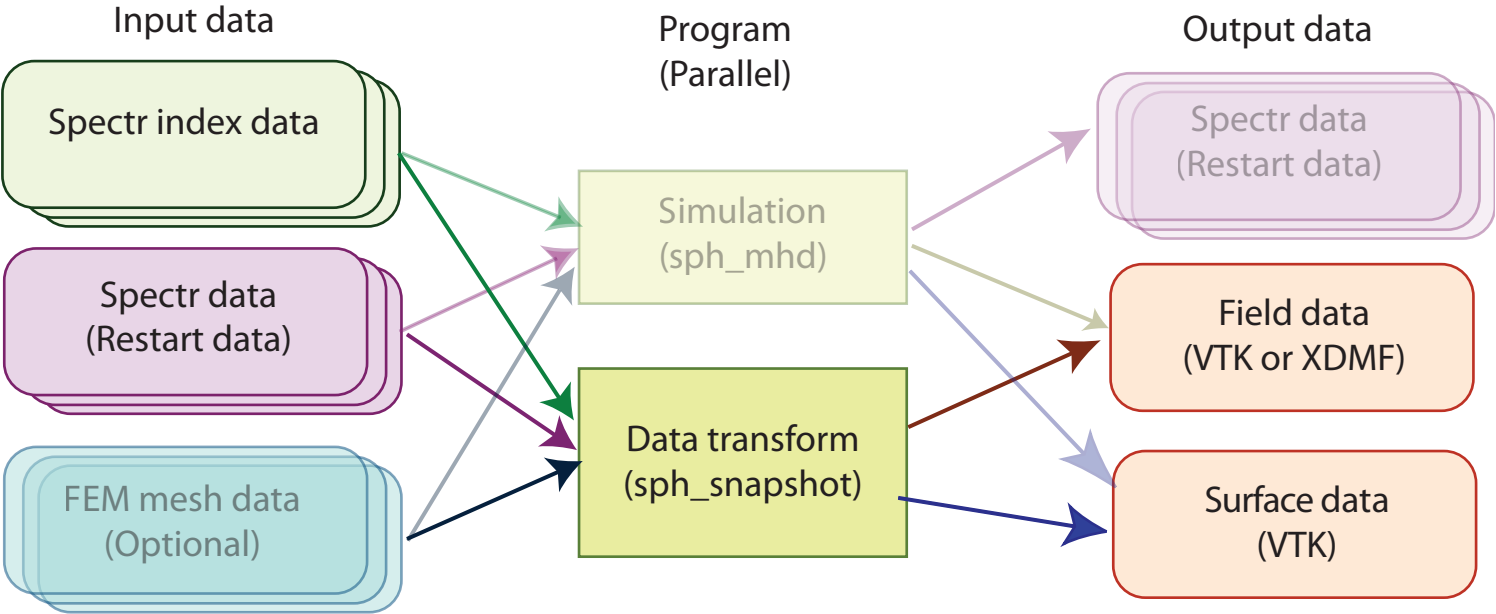 Input data
Program
(Parallel)
Output data
Spectr index data
Spectr data
(Restart data)
FEM mesh data
(Optional)
Simulation
(sph_mhd)
Data transform
(sph_snapshot)
Spectr data
(Restart data)
Field data
(VTK or XDMF)
Surface data
(VTK)